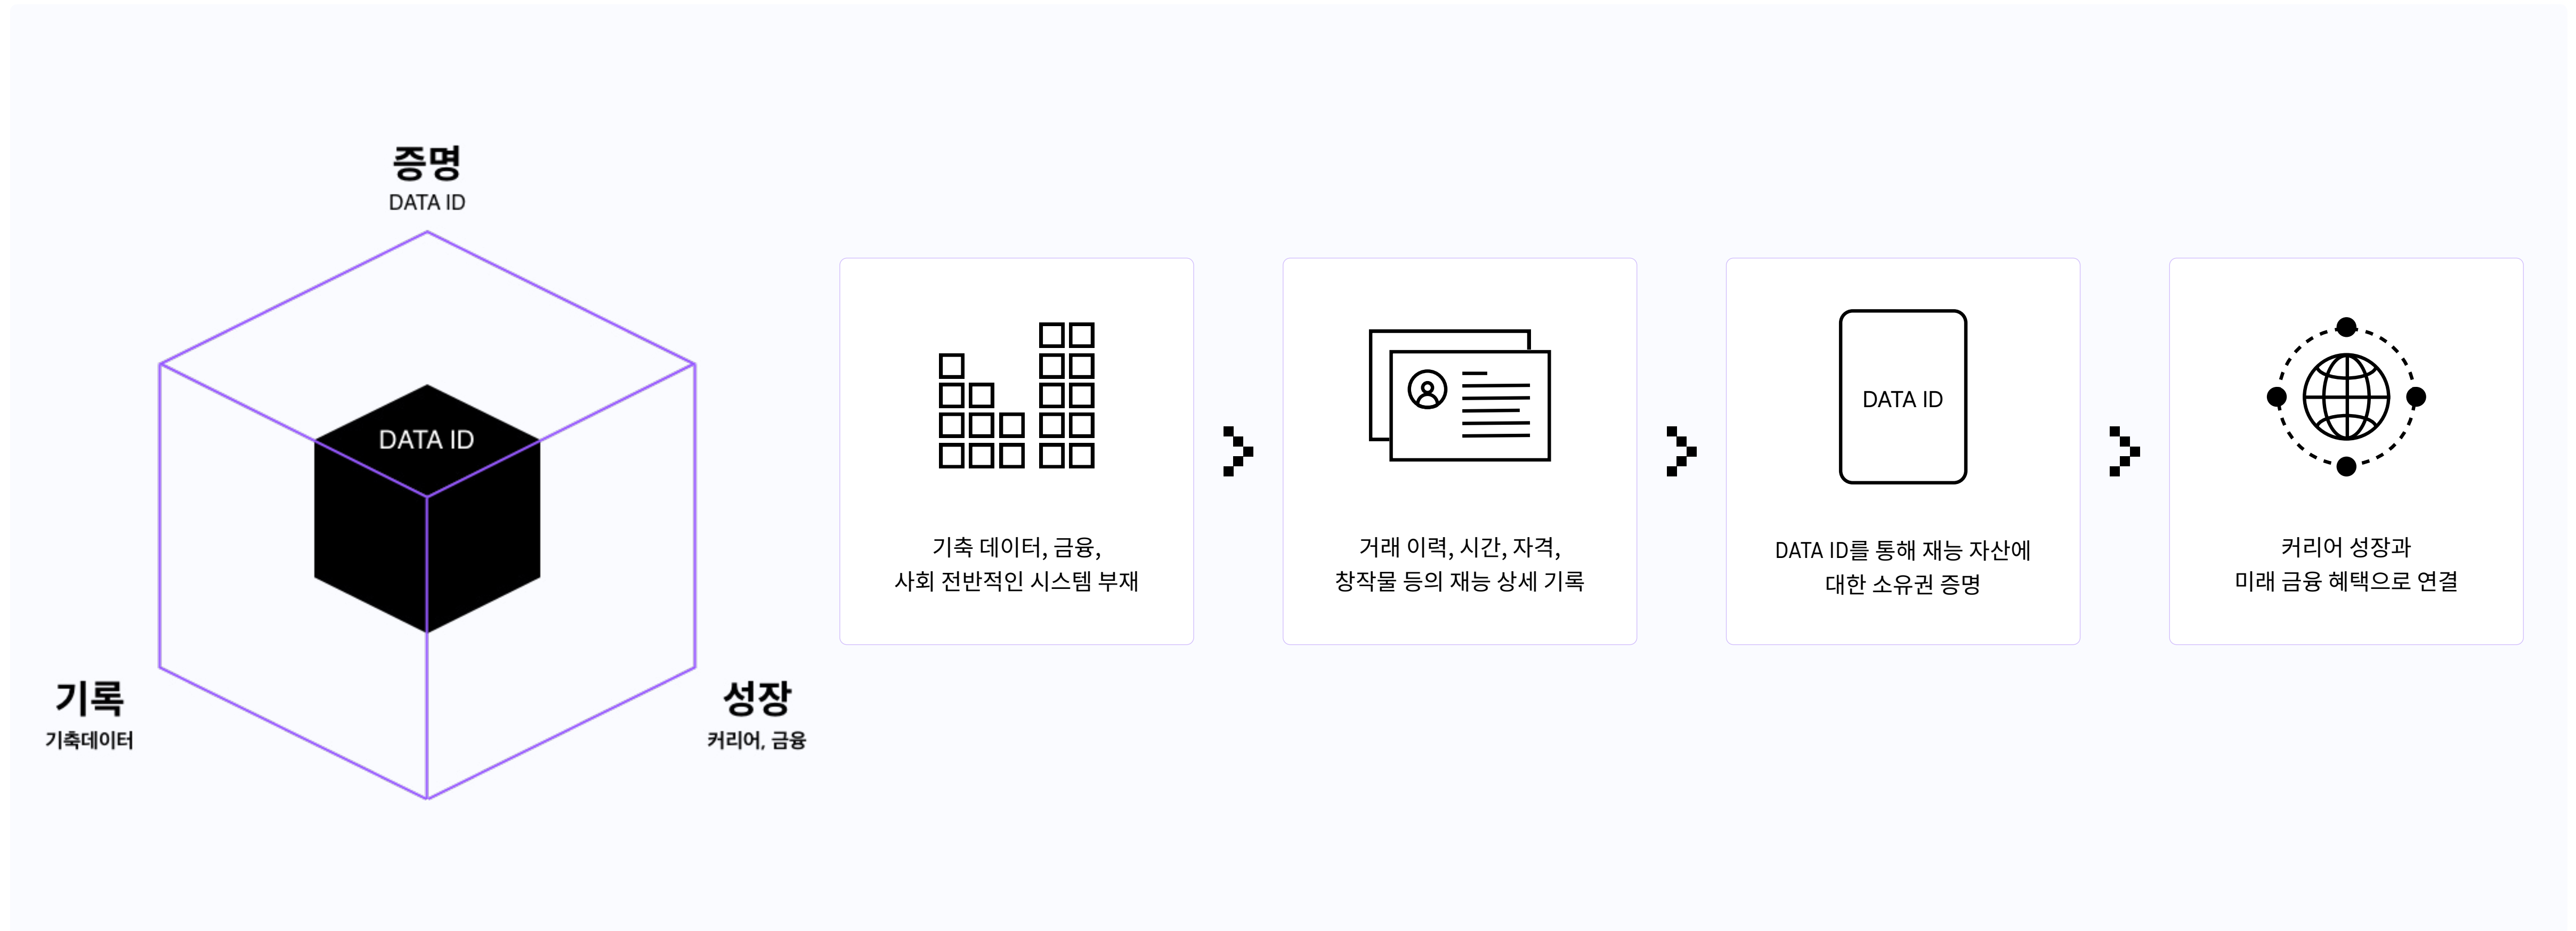 증명
DATA ID
DATA ID
기록
기축데이터
성장
커리어, 금융
기축 데이터, 금융,
사회 전반적인 시스템 부재
거래 이력, 시간, 자격,
창작물 등의 재능 상세 기록
DATA ID
DATA ID를 통해 재능 자산에
대한 소유권 증명
커리어 성장과
미래 금융 혜택으로 연결